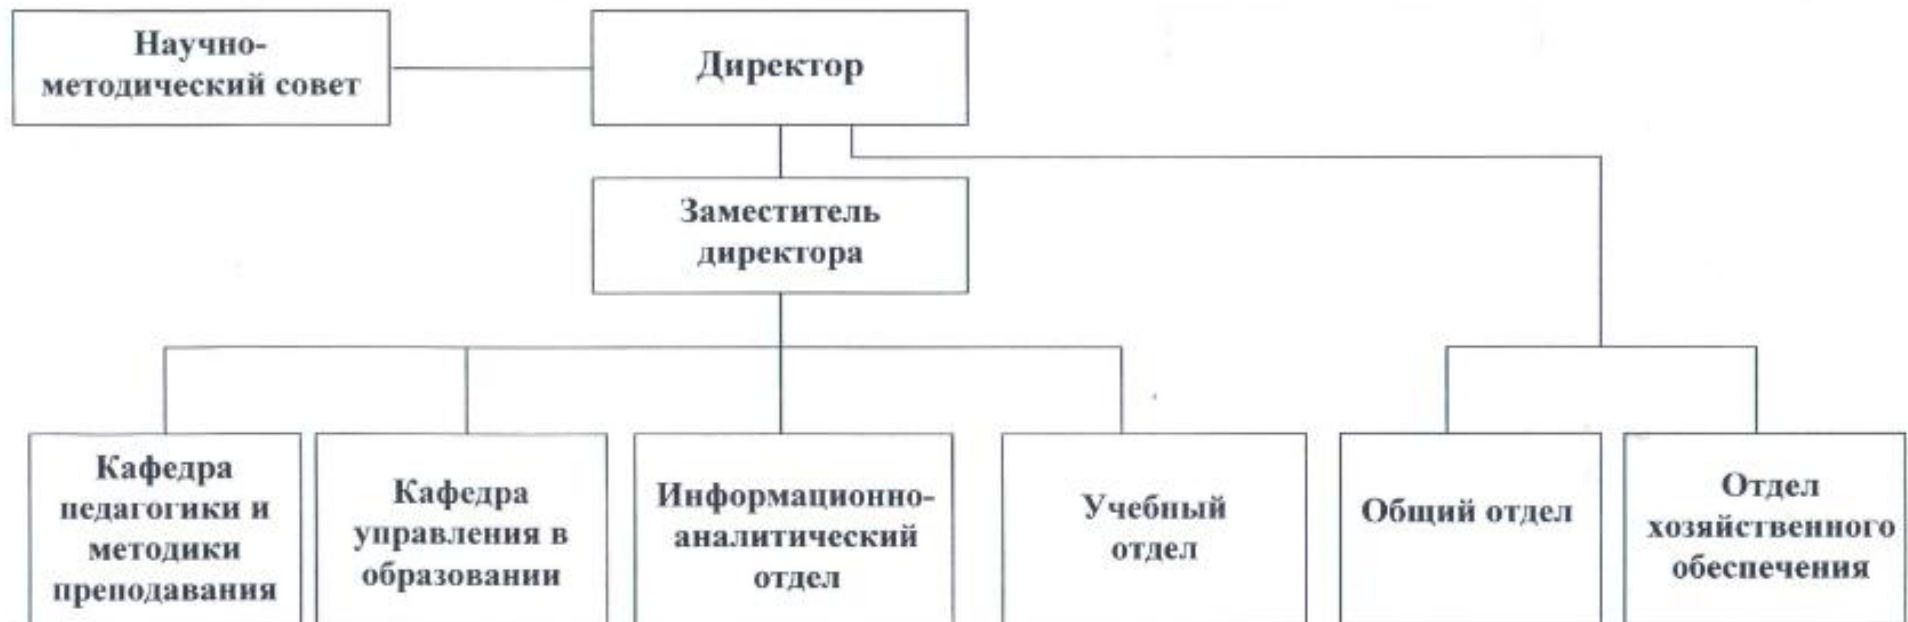 Научно-
методический совет
Директор
Заместитель
директора
Кафедра
педагогики и
методики
преподавания
Кафедра
управления в
образовании
Информационно-
аналитический
отдел
Учебный
отдел
Общий отдел
Отдел
хозяйственного
обеспечения